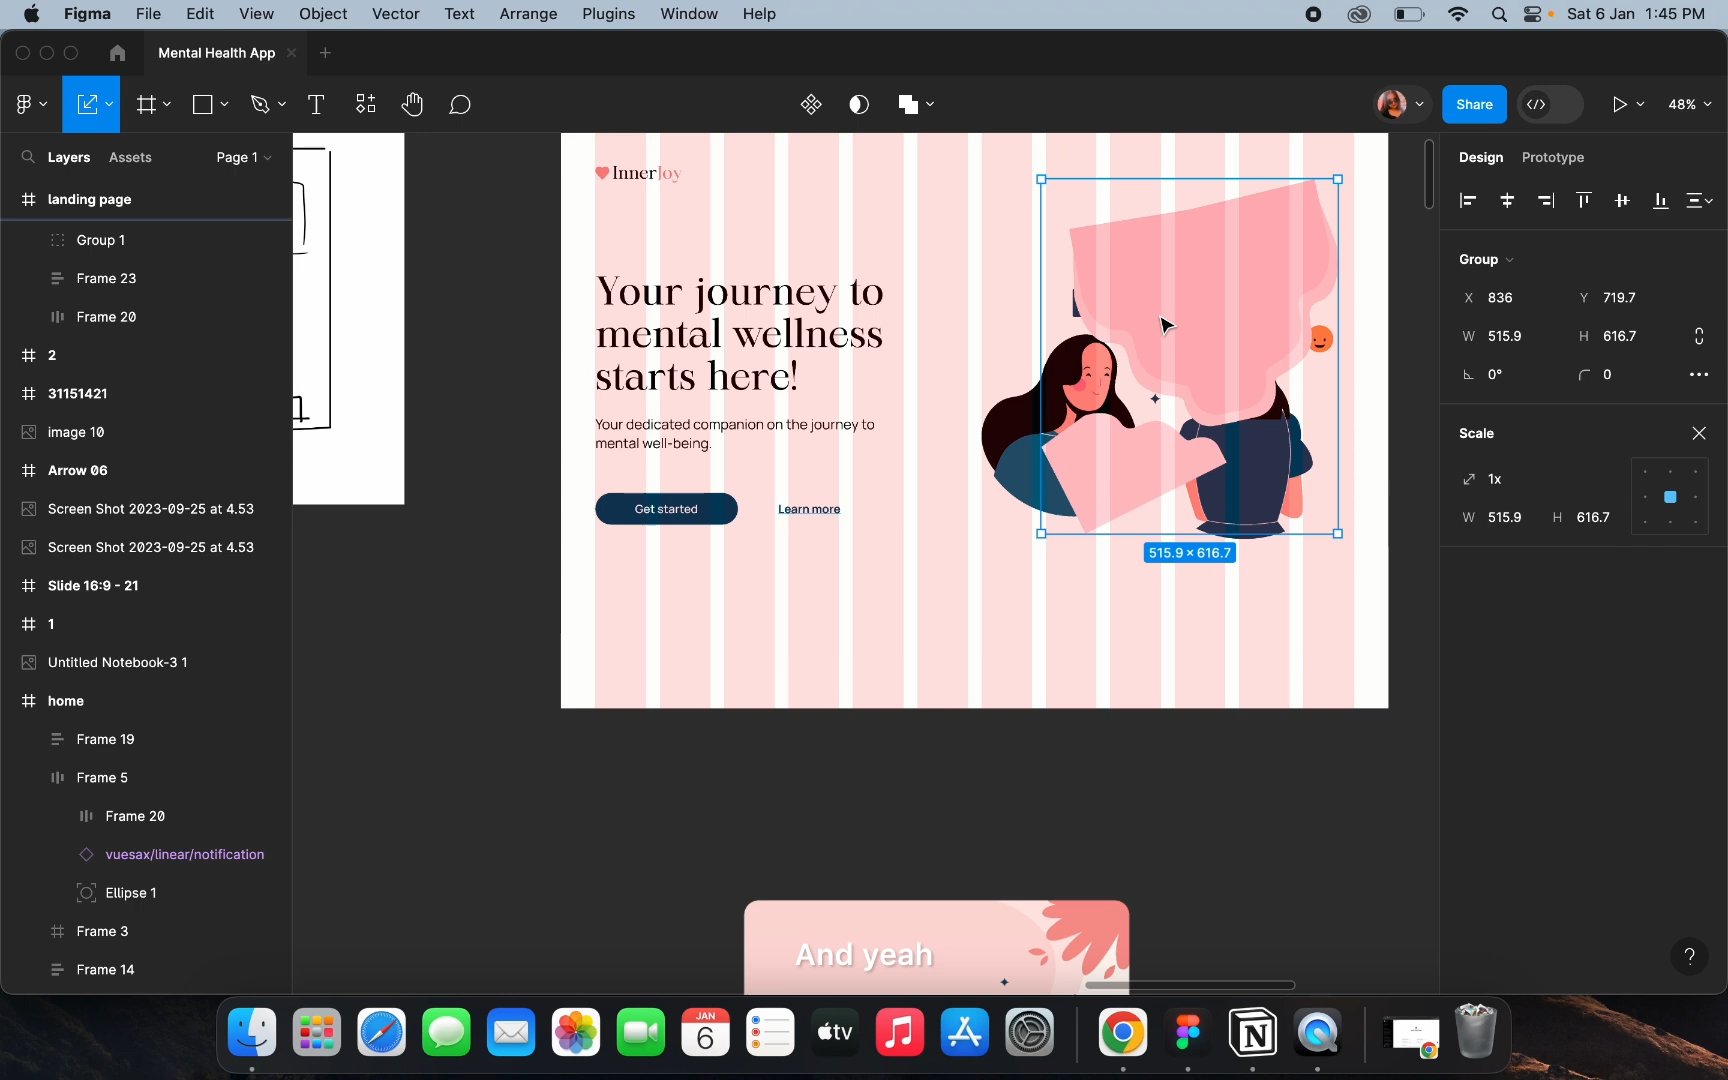 Figma File Edit View Object Vector Text Arrange Plugins Window Help Sat 6 Jan 1:45 PM
Mental Health App
Share 48%
Layers Assets Page 1
landing page
Group 1
Frame 23
Frame 20
2
31151421
image 10
Arrow 06
Screen Shot 2023-09-25 at 4.53
Screen Shot 2023-09-25 at 4.53
Slide 16:9 - 21
1
Untitled Notebook-3 1
home
Frame 19
Frame 5
Frame 20
vuesax/linear/notification
Ellipse 1
Frame 3
Frame 14
InnerJoy
Your journey to
mental wellness
starts here!
Your dedicated companion on the journey to
mental well-being.
Get started Learn more
515.9 × 616.7
And yeah
Design Prototype
Group
X 836 Y 719.7
W 515.9 H 616.7
0° 0
Scale
1x
W 515.9 H 616.7
?
JAN
6
tv